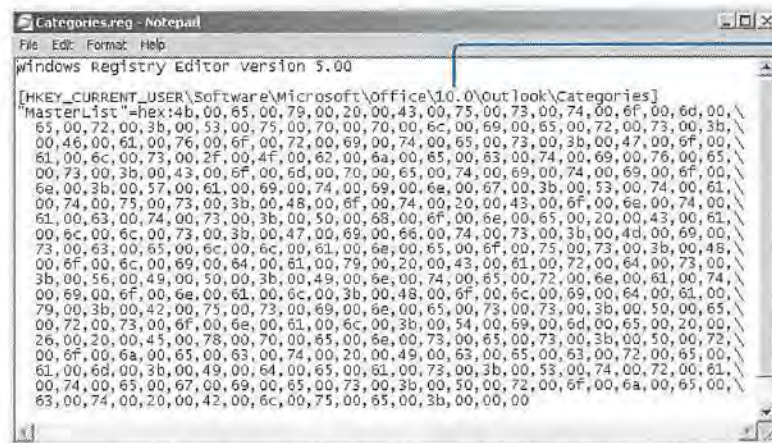 Categories.reg - Notepad
File Edit Format Help
Windows Registry Editor Version 5.00
[HKEY_CURRENT_USER\Software\Microsoft\Office\10.0\Outlook\Categories]
"MasterList"=hex:4b,00,65,00,79,00,20,00,43,00,75,00,73,00,74,00,6f,00,6d,00,\
65,00,72,00,3b,00,53,00,75,00,70,00,70,00,6c,00,69,00,65,00,72,00,73,00,3b,\
00,46,00,61,00,76,00,6f,00,72,00,69,00,74,00,65,00,73,00,3b,00,47,00,6f,00,\
61,00,6c,00,73,00,2f,00,4f,00,62,00,6a,00,65,00,63,00,74,00,69,00,76,00,65,\
00,73,00,3b,00,43,00,6f,00,6d,00,70,00,65,00,74,00,69,00,74,00,69,00,6f,00,\
6e,00,3b,00,57,00,61,00,69,00,74,00,69,00,6e,00,67,00,3b,00,53,00,74,00,61,\
00,74,00,75,00,73,00,3b,00,48,00,6f,00,74,00,20,00,43,00,6f,00,6e,00,74,00,\
61,00,63,00,74,00,73,00,3b,00,50,00,68,00,6f,00,6e,00,65,00,20,00,43,00,61,\
00,6c,00,6c,00,73,00,3b,00,47,00,69,00,66,00,74,00,73,00,3b,00,4d,00,69,00,\
73,00,63,00,65,00,6c,00,6c,00,61,00,6e,00,65,00,6f,00,75,00,73,00,3b,00,48,\
00,6f,00,6c,00,69,00,64,00,61,00,79,00,20,00,43,00,61,00,72,00,64,00,73,00,\
3b,00,56,00,49,00,50,00,3b,00,49,00,6e,00,74,00,65,00,72,00,6e,00,61,00,74,\
00,69,00,6f,00,6e,00,61,00,6c,00,3b,00,48,00,6f,00,6c,00,69,00,64,00,61,00,\
79,00,3b,00,42,00,75,00,73,00,69,00,6e,00,65,00,73,00,73,00,3b,00,50,00,65,\
00,72,00,73,00,6f,00,6e,00,61,00,6c,00,3b,00,54,00,69,00,6d,00,65,00,20,00,\
26,00,20,00,45,00,78,00,70,00,65,00,6e,00,73,00,65,00,73,00,3b,00,50,00,72,\
00,6f,00,6a,00,65,00,63,00,74,00,20,00,49,00,63,00,65,00,63,00,72,00,65,00,\
61,00,6d,00,3b,00,49,00,64,00,65,00,61,00,73,00,3b,00,53,00,74,00,72,00,61,\
00,74,00,65,00,67,00,69,00,65,00,73,00,3b,00,50,00,72,00,6f,00,6a,00,65,00,\
63,00,74,00,20,00,42,00,6c,00,75,00,65,00,3b,00,00,00